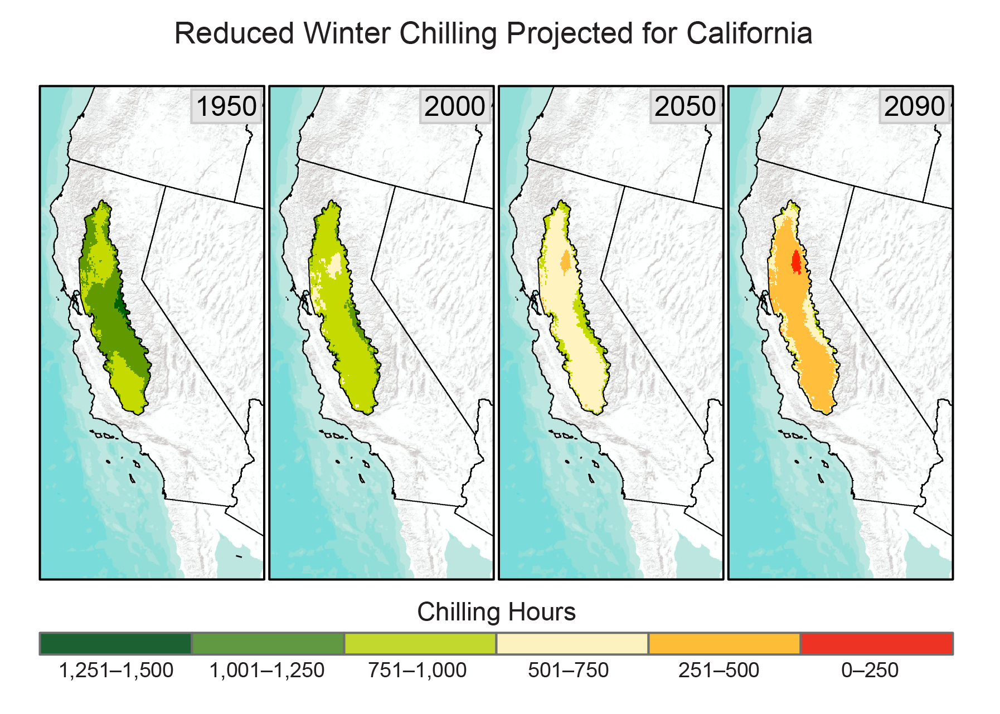 Reduced Winter Chilling Projected for California
1950 2000 2050 2090
Chilling Hours
1,251–1,500 1,001–1,250 751–1,000 501–750 251–500 0–250